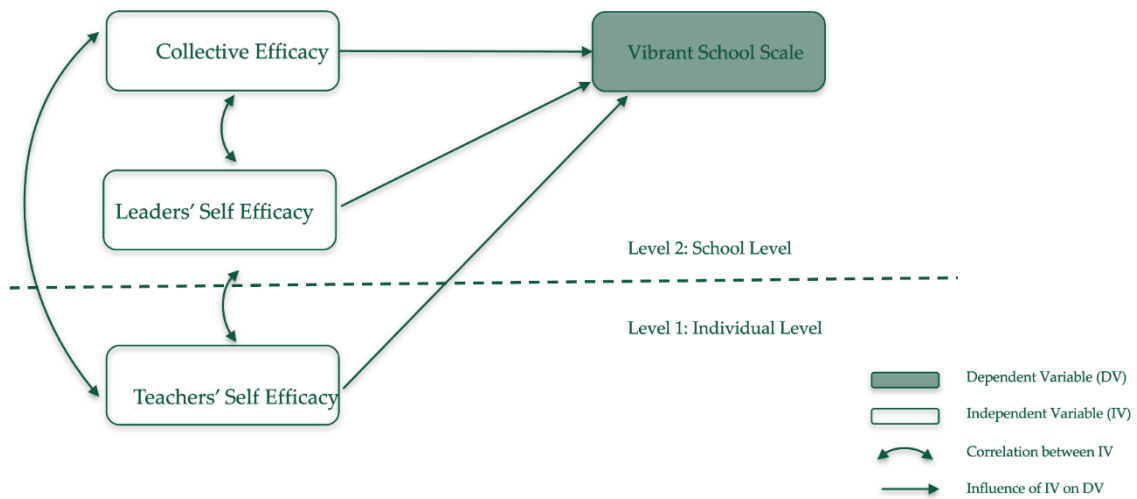 Collective Efficacy
Vibrant School Scale
Leaders’ Self Efficacy
Level 2: School Level
Level 1: Individual Level
Teachers’ Self Efficacy
Dependent Variable (DV)
Independent Variable (IV)
Correlation between IV
Influence of IV on DV